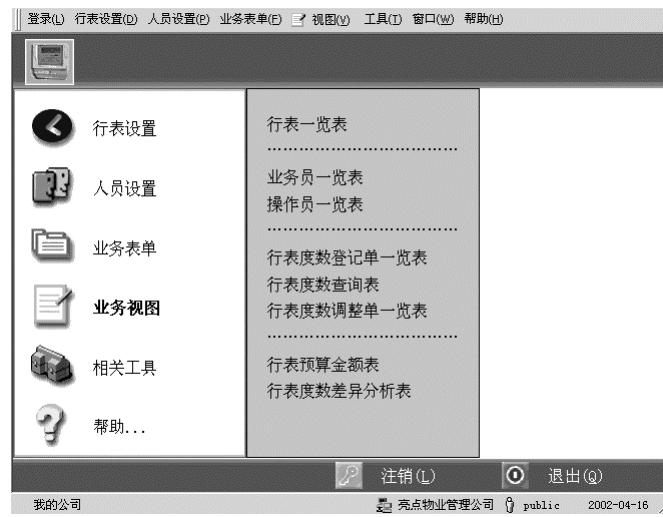 登录(L) 行表设置(D) 人员设置(P) 业务表单(F) 视图(V) 工具(T) 窗口(W) 帮助(H)
行表设置
人员设置
业务表单
业务视图
相关工具
帮助...
行表一览表
业务员一览表
操作员一览表
行表度数登记单一览表
行表度数查询表
行表度数调整单一览表
行表预算金额表
行表度数差异分析表
注销(L) 退出(Q)
我的公司 亮点物业管理公司 public 2002-04-16